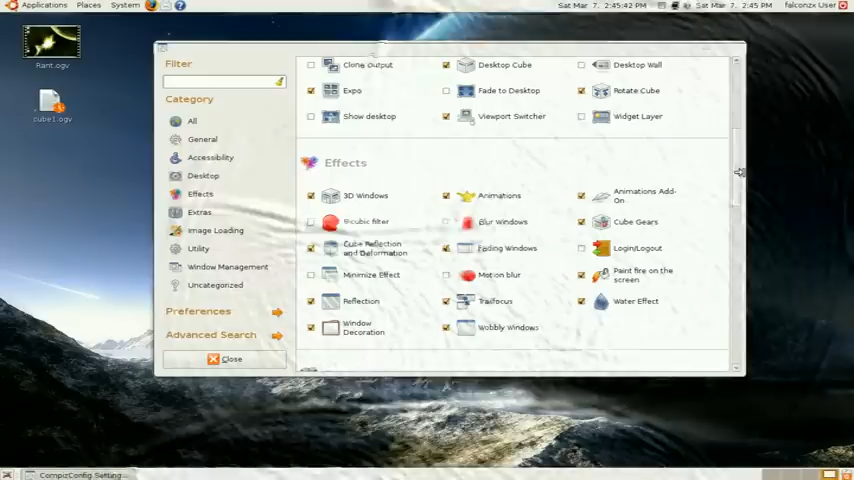 Applications Places System Sat Mar 7, 2:45:42 PM Sat Mar 7, 2:45 PM falconzx User
Rant.ogv
cube1.ogv
Filter
Category
All
General
Accessibility
Desktop
Effects
Extras
Image Loading
Utility
Window Management
Uncategorized
Preferences
Advanced Search
Close
Clone Output Desktop Cube Desktop Wall
Expo Fade to Desktop Rotate Cube
Show desktop Viewport Switcher Widget Layer
Effects
3D Windows Animations Animations Add-
On
Bicubic filter Blur Windows Cube Gears
Cube Reflection
and Deformation Fading Windows Login/Logout
Minimize Effect Motion blur Paint fire on the
screen
Reflection Trailfocus Water Effect
Window
Decoration Wobbly Windows
CompizConfig Setting...